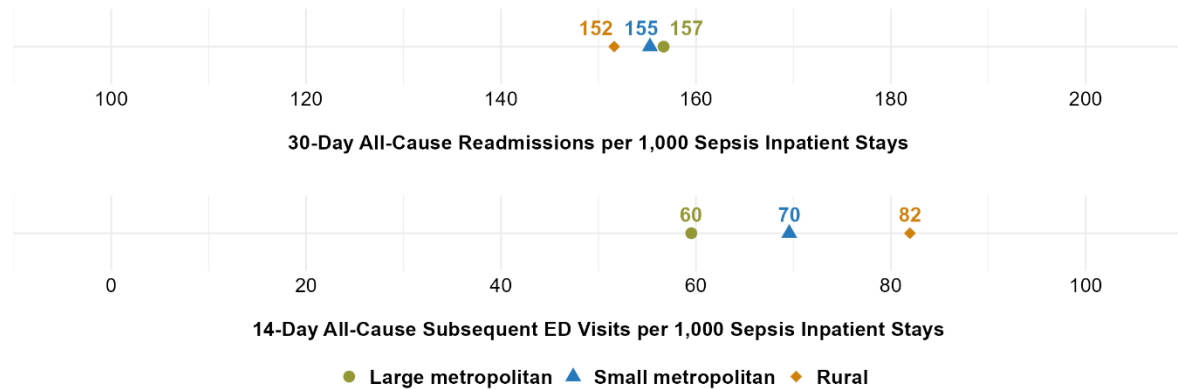 152 155 157
100 120 140 160 180 200
30-Day All-Cause Readmissions per 1,000 Sepsis Inpatient Stays
60 70 82
0 20 40 60 80 100
14-Day All-Cause Subsequent ED Visits per 1,000 Sepsis Inpatient Stays
Large metropolitan Small metropolitan Rural